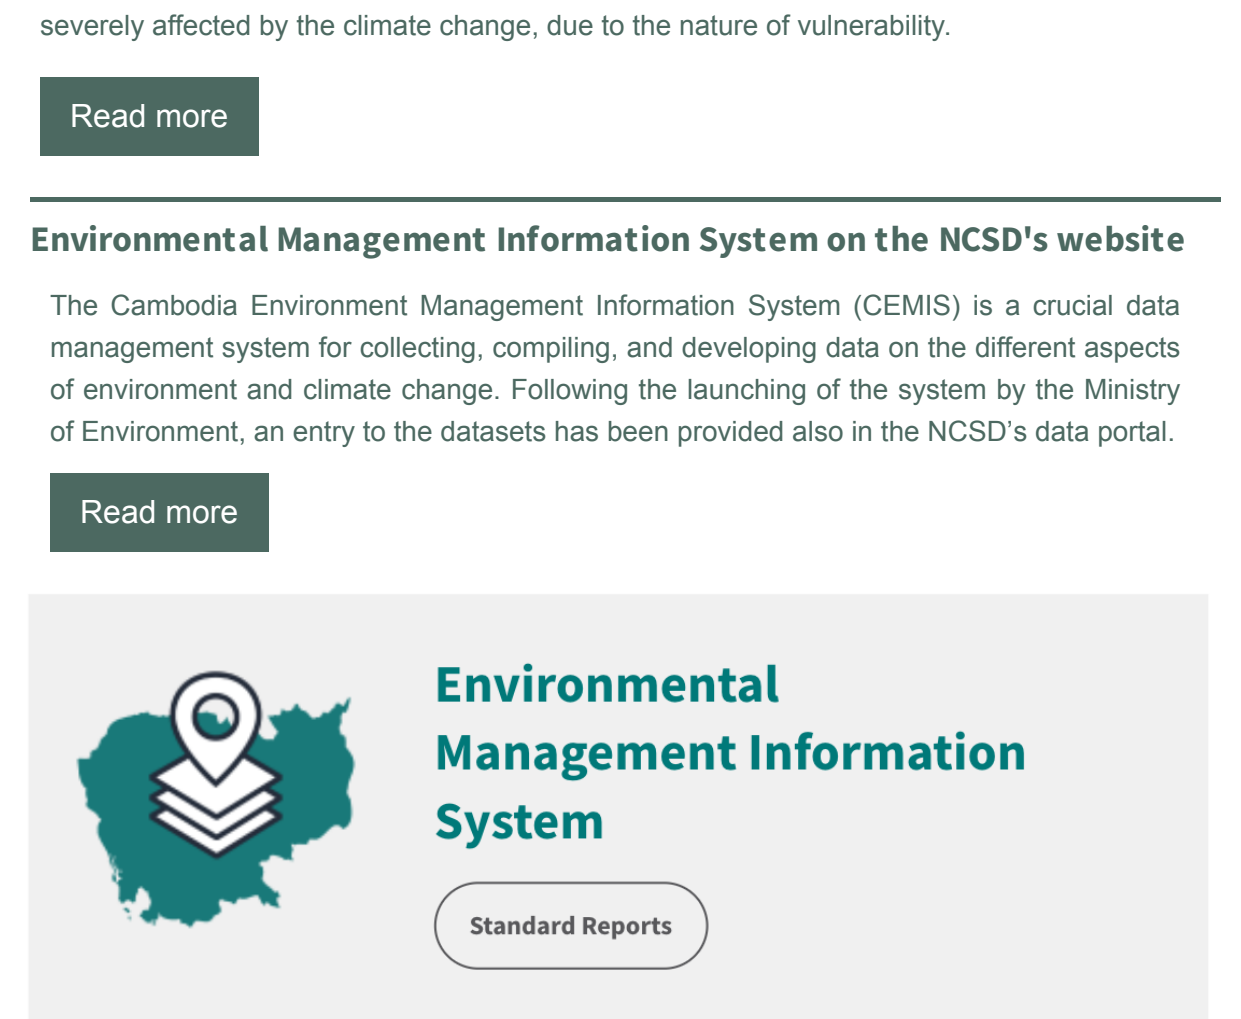 severely affected by the climate change, due to the nature of vulnerability.
Read more
Environmental Management Information System on the NCSD's website
The Cambodia Environment Management Information System (CEMIS) is a crucial data
management system for collecting, compiling, and developing data on the different aspects
of environment and climate change. Following the launching of the system by the Ministry
of Environment, an entry to the datasets has been provided also in the NCSD’s data portal.
Read more
Environmental
Management Information
System
Standard Reports